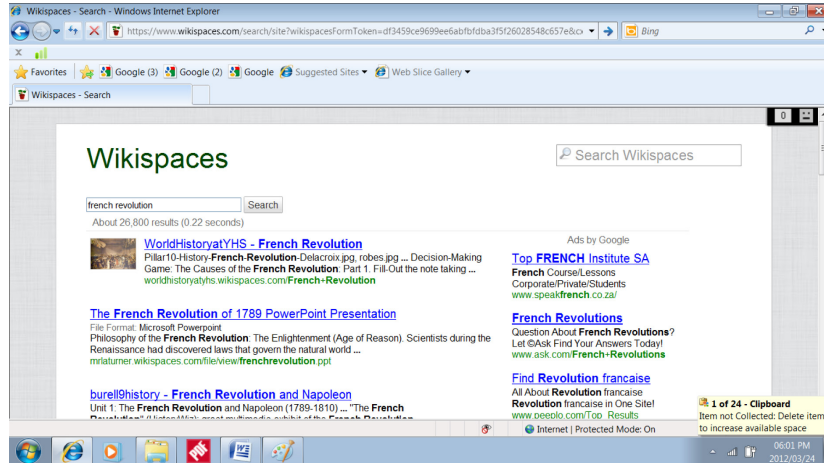 Wikispaces - Search - Windows Internet Explorer
https://www.wikispaces.com/search/site?wikispacesFormToken=df3459ce9699ee6abfbfdba3f5f26028548c657e&c
Bing
x
Favorites Google (3) Google (2) Google Suggested Sites Web Slice Gallery
Wikispaces - Search
0
Wikispaces
Search Wikispaces
french revolution Search
About 26,800 results (0.22 seconds)
WorldHistoryatYHS - French Revolution
Pillar10-History-French-Revolution-Delacroix.jpg, robes.jpg ... Decision-Making
Game: The Causes of the French Revolution: Part 1. Fill-Out the note taking ...
worldhistoryatyhs.wikispaces.com/French+Revolution
The French Revolution of 1789 PowerPoint Presentation
File Format: Microsoft Powerpoint
Philosophy of the French Revolution: The Enlightenment (Age of Reason). Scientists during the
Renaissance had discovered laws that govern the natural world ...
mrlaturner.wikispaces.com/file/view/frenchrevolution.ppt
burell9history - French Revolution and Napoleon
Unit 1: The French Revolution and Napoleon (1789-1810) ... "The French
Revolution" (HistoryWiz): great multimedia exhibit of the French Revolution
Ads by Google
Top FRENCH Institute SA
French Course/Lessons
Corporate/Private/Students
www.speakfrench.co.za/
French Revolutions
Question About French Revolutions?
Let ©Ask Find Your Answers Today!
www.ask.com/French+Revolutions
Find Revolution francaise
All About Revolution francaise
Revolution francaise in One Site!
www.peeplo.com/Top_Results
1 of 24 - Clipboard
Item not Collected: Delete item
to increase available space
Internet | Protected Mode: On
06:01 PM
2012/03/24